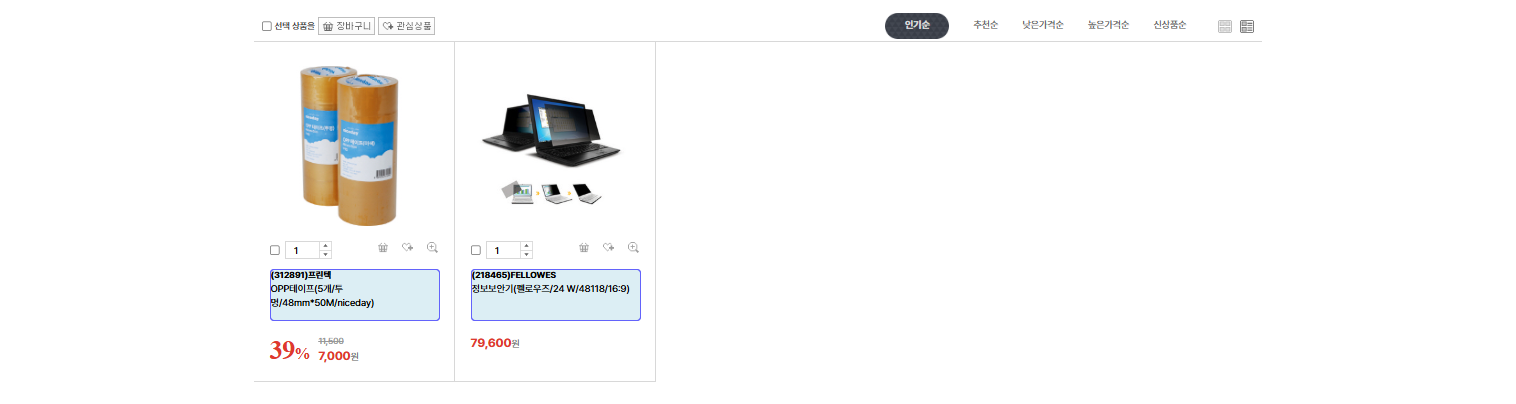 선택 상품을 장바구니 관심상품
인기순 추천순 낮은가격순 높은가격순 신상품순
1
(312891)프린텍
OPP테이프(5개/투
명/48mm*50M/niceday)
39% 11,500
7,000원
1
(218465)FELLOWES
정보보안기(펠로우즈/24 W/48118/16:9)
79,600원